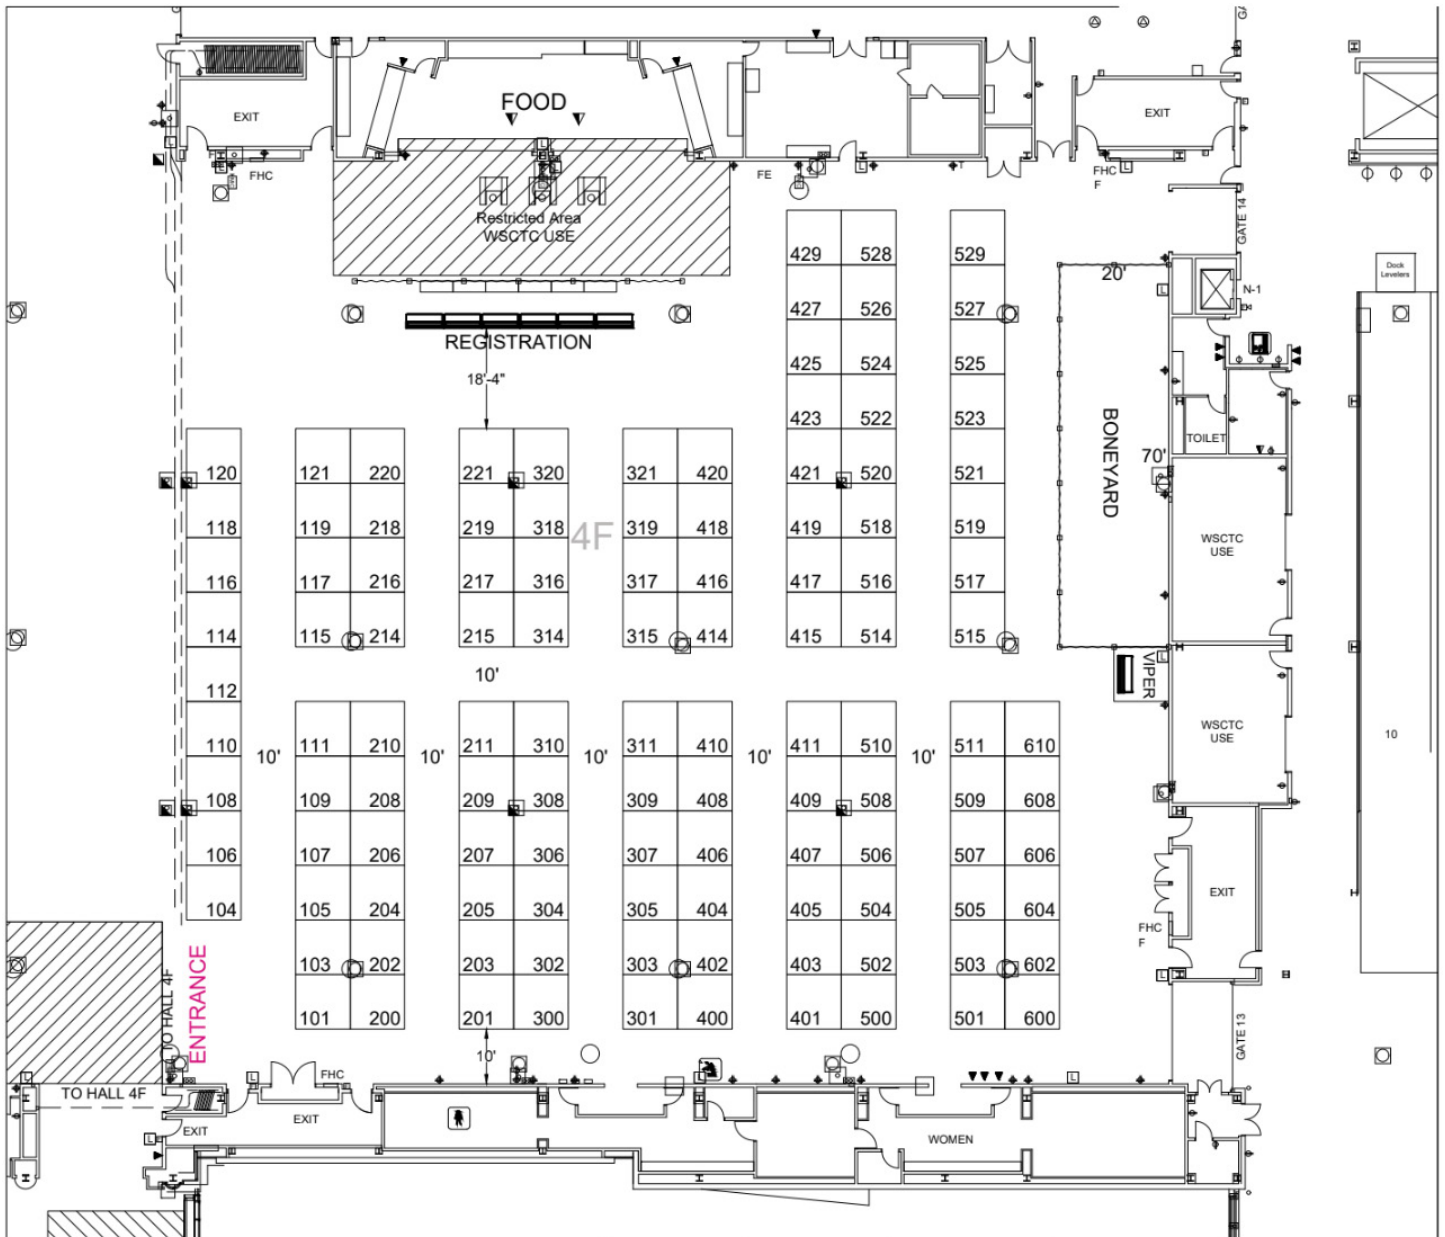 GATE 14
FOOD
EXIT
EXIT
FHC
FE
T
FHC
F
Restricted Area
WSCTC USE
429 528 529
20'
Dock
Levelers
N-1
427 526 527
REGISTRATION
18'-4"
425 524 525
423 522 523
BONEYARD
TOILET
70'
120 121 220 221 320 321 420 421 520 521
118 119 218 219 318 4F 319 418 419 518 519
WSCTC
USE
116 117 216 217 316 317 416 417 516 517
114 115 214 215 314 315 414 415 514 515
10'
VIPER
112
WSCTC
USE
10
110 10' 111 210 10' 211 310 10' 311 410 10' 411 510 10' 511 610
108 109 208 209 308 309 408 409 508 509 608
106 107 206 207 306 307 406 407 506 507 606
EXIT
104 105 204 205 304 305 404 405 504 505 604
FHC
F
103 202 203 302 303 402 403 502 503 602
ENTRANCE
TO HALL 4F
101 200 201 300 301 400 401 500 501 600
GATE 13
10'
FHC
TO HALL 4F
EXIT
EXIT
WOMEN